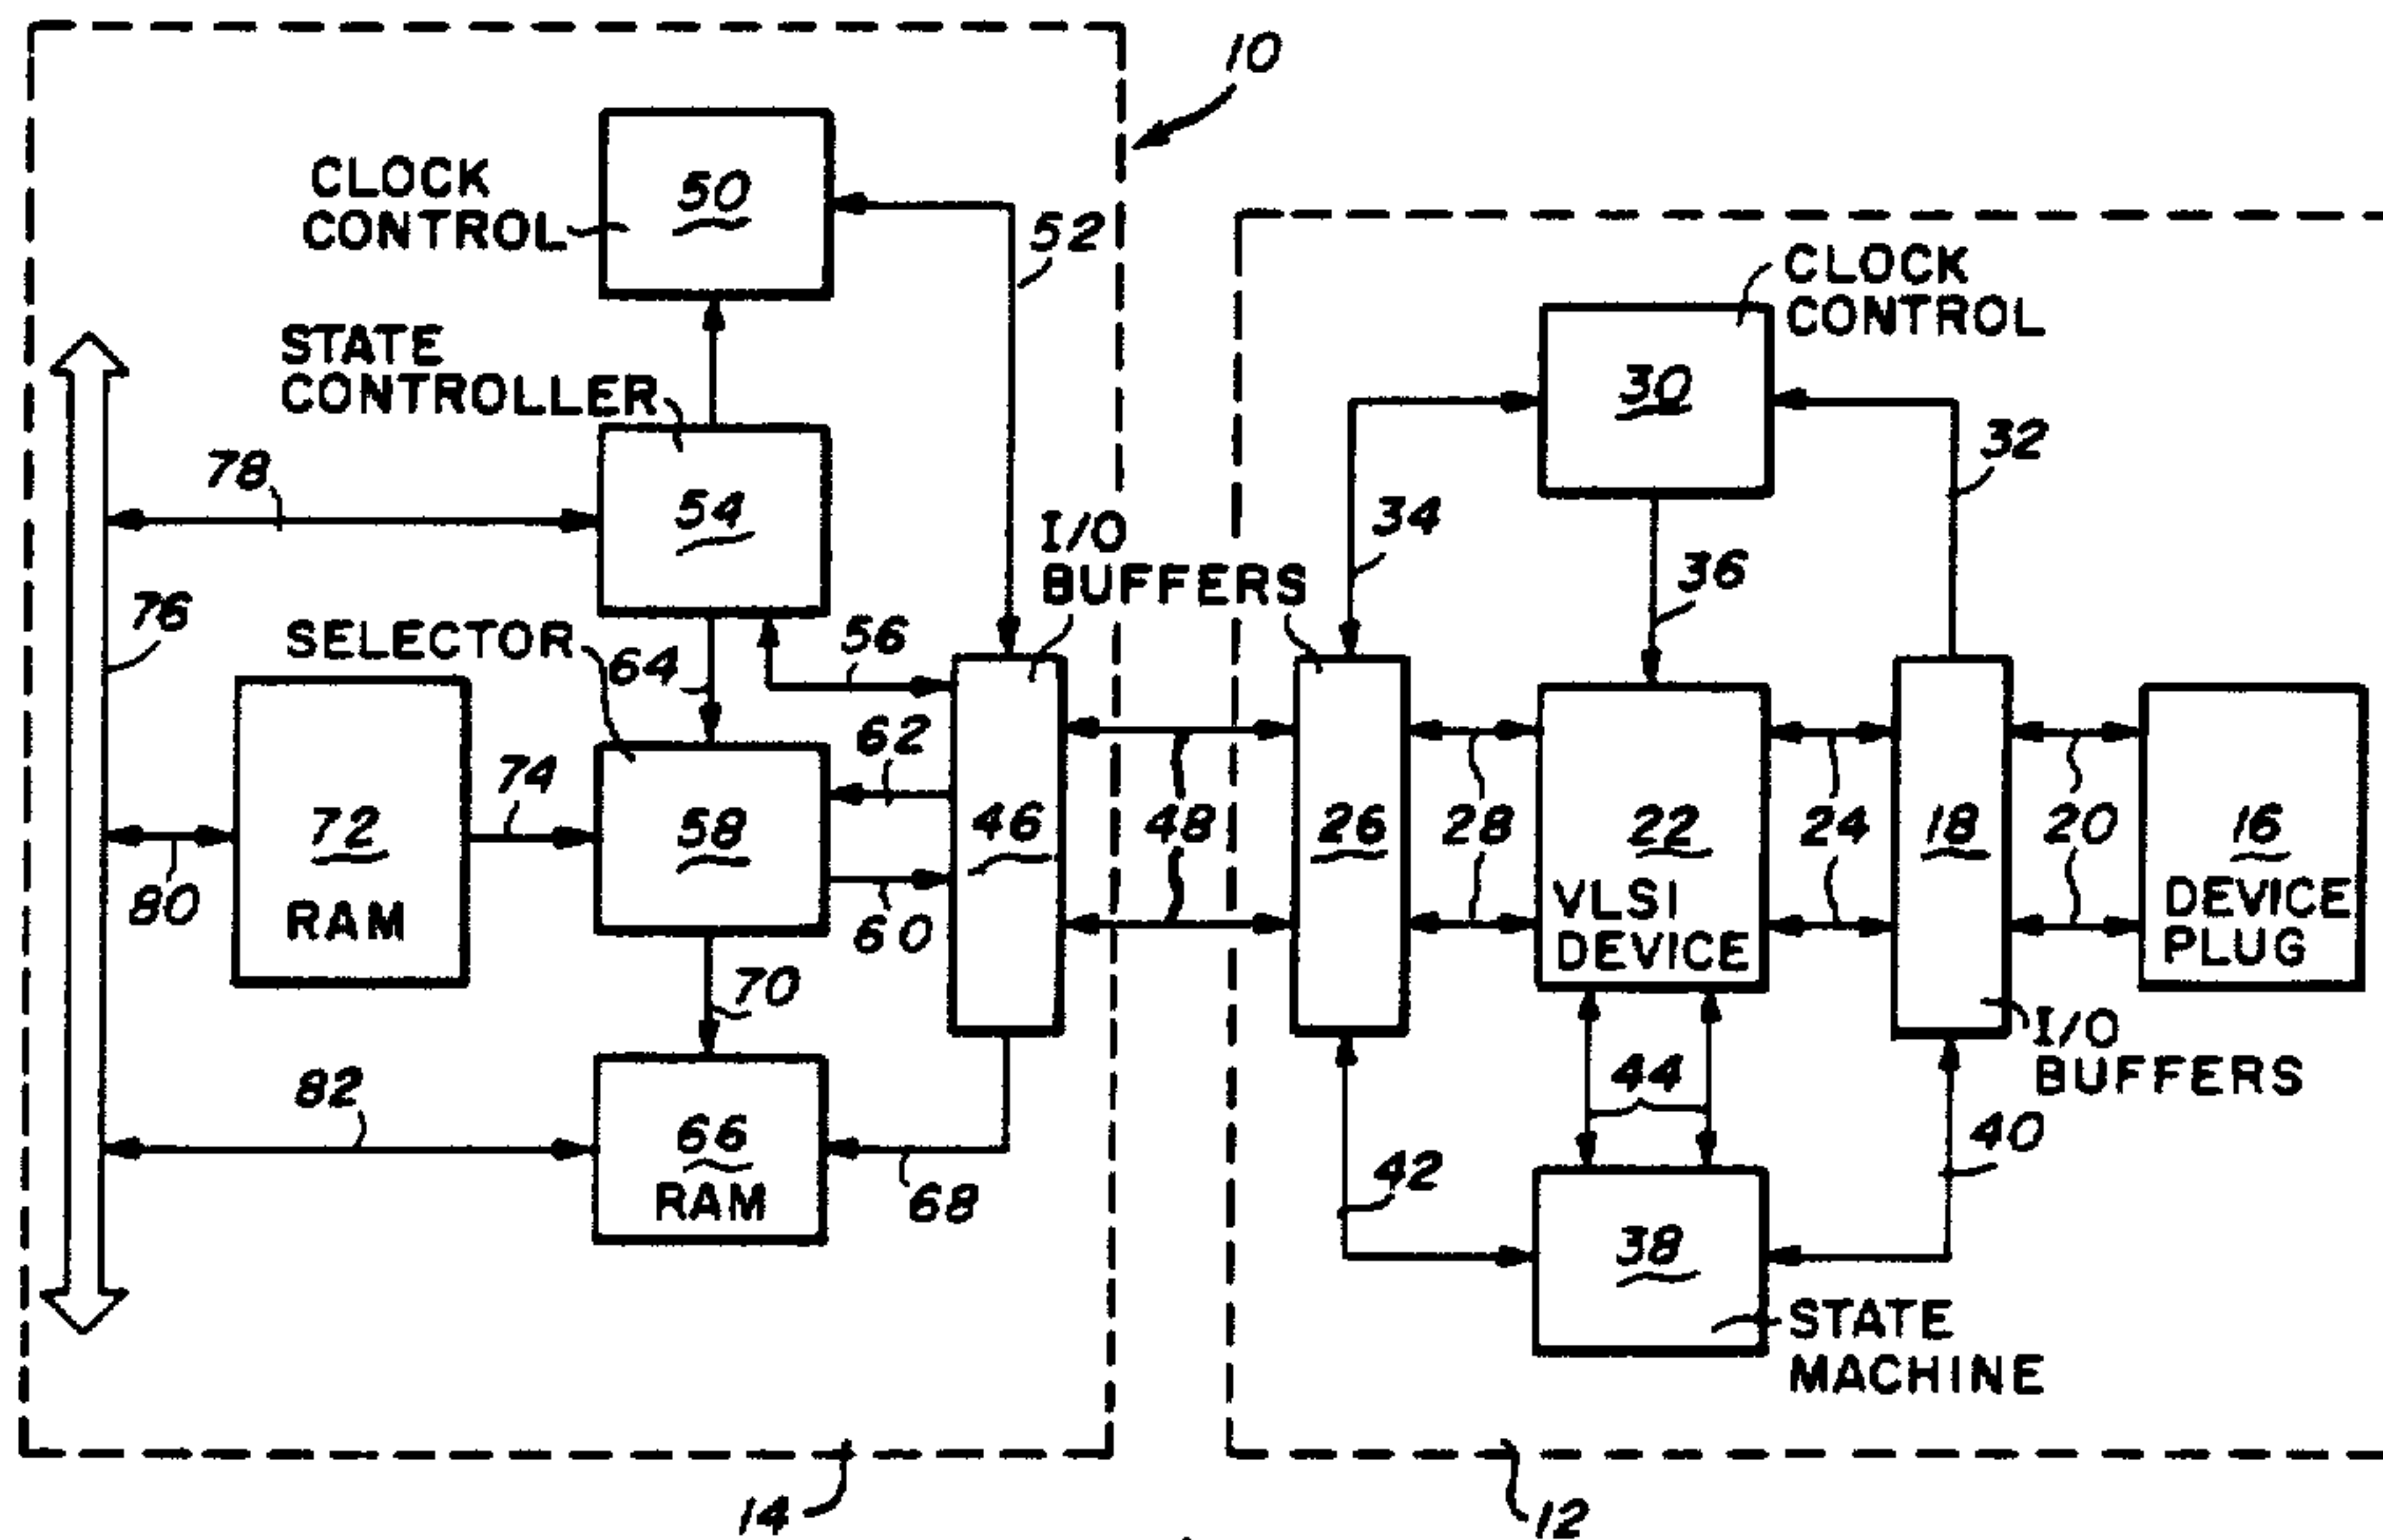 10
CLOCK
CONTROL
50
52
CLOCK
CONTROL
STATE
CONTROLLER
30
32
78
54
34
I/O
BUFFERS
36
76
SELECTOR
64
56
62
74
72
RAM
58
46
48
26
28
22
VLSI
DEVICE
24
18
20
16
DEVICE
PLUG
80
60
70
I/O
BUFFERS
82
66
RAM
68
44
42
40
38
STATE
MACHINE
14
12